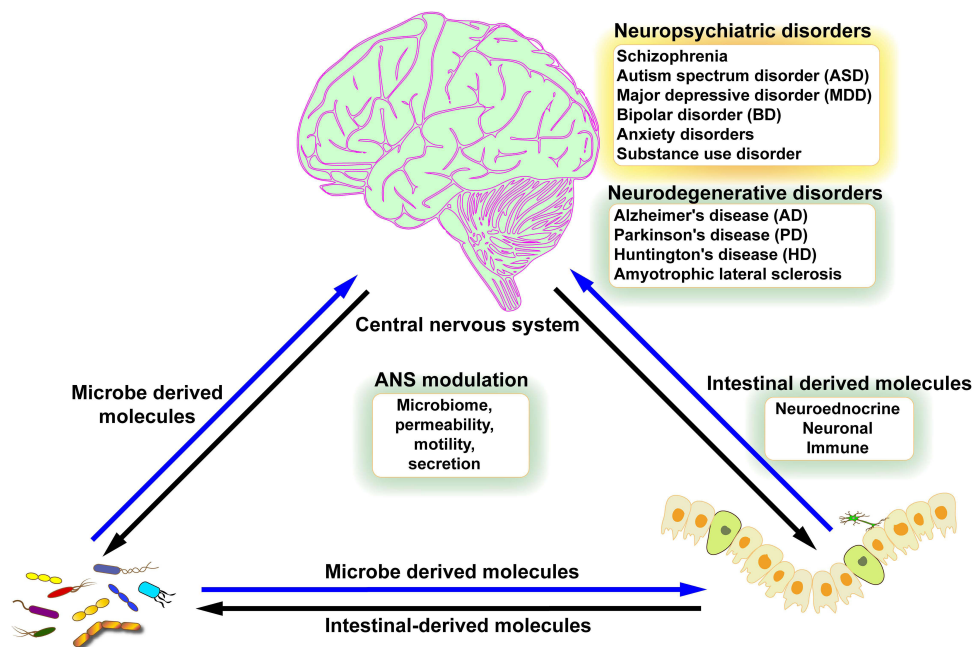 Neuropsychiatric disorders
Schizophrenia
Autism spectrum disorder (ASD)
Major depressive disorder (MDD)
Bipolar disorder (BD)
Anxiety disorders
Substance use disorder
Neurodegenerative disorders
Alzheimer's disease (AD)
Parkinson's disease (PD)
Huntington's disease (HD)
Amyotrophic lateral sclerosis
Central nervous system
Microbe derived
molecules
ANS modulation
Microbiome,
permeability,
motility,
secretion
Intestinal derived molecules
Neuroednocrine
Neuronal
Immune
Microbe derived molecules
Intestinal-derived molecules